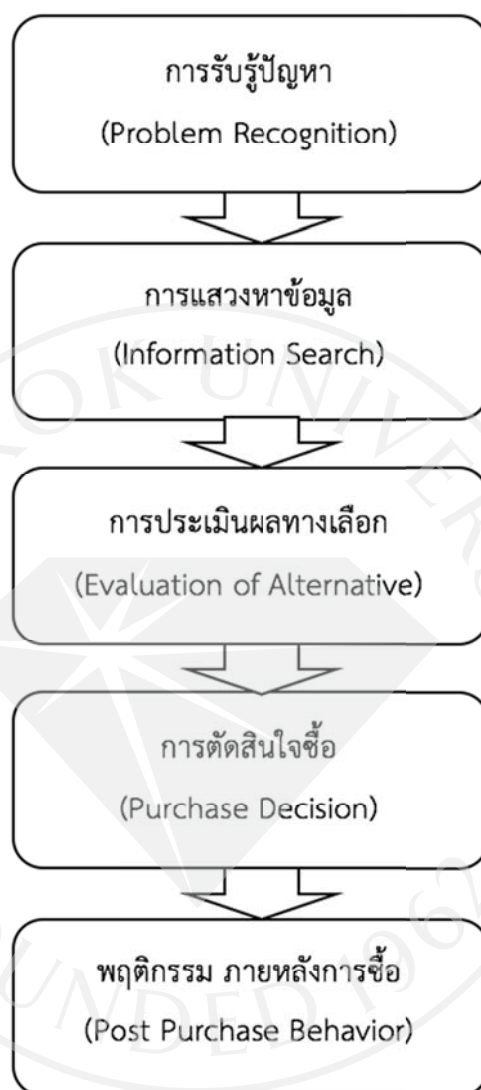 การรับรู้ปัญหา
(Problem Recognition)
การแสวงหาข้อมูล
(Information Search)
การประเมินผลทางเลือก
(Evaluation of Alternative)
การตัดสินใจซื้อ
(Purchase Decision)
พฤติกรรม ภายหลังการซื้อ
(Post Purchase Behavior)
OK UNIVERS
UNDED 1962